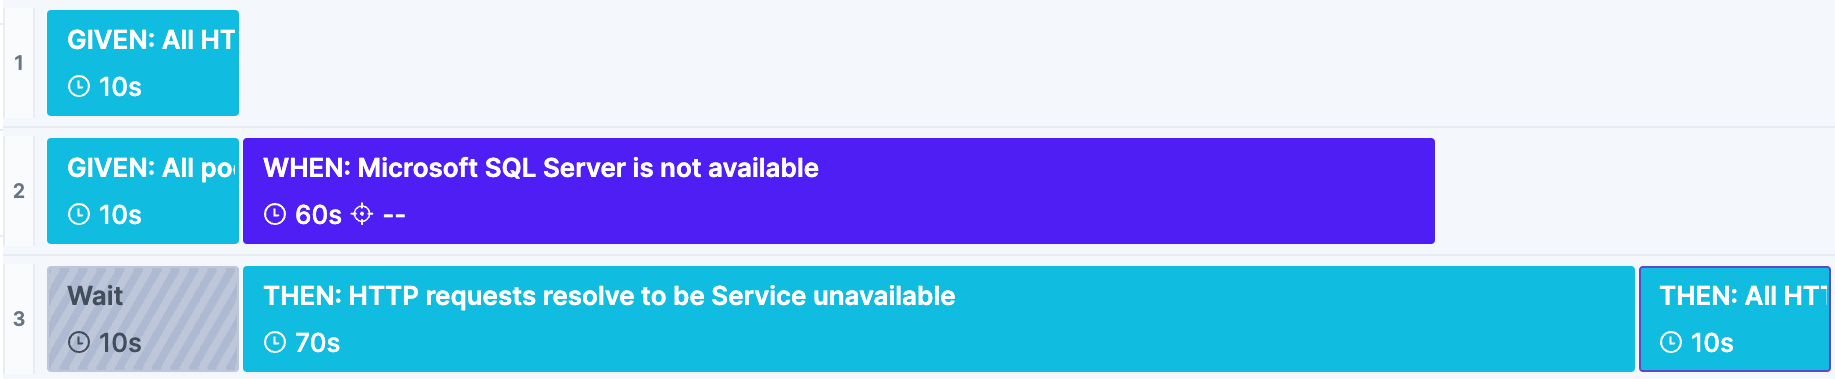 1
GIVEN: All HT
10s
2
GIVEN: All po
10s
WHEN: Microsoft SQL Server is not available
60s --
3
Wait
10s
THEN: HTTP requests resolve to be Service unavailable
70s
THEN: All HTT
10s